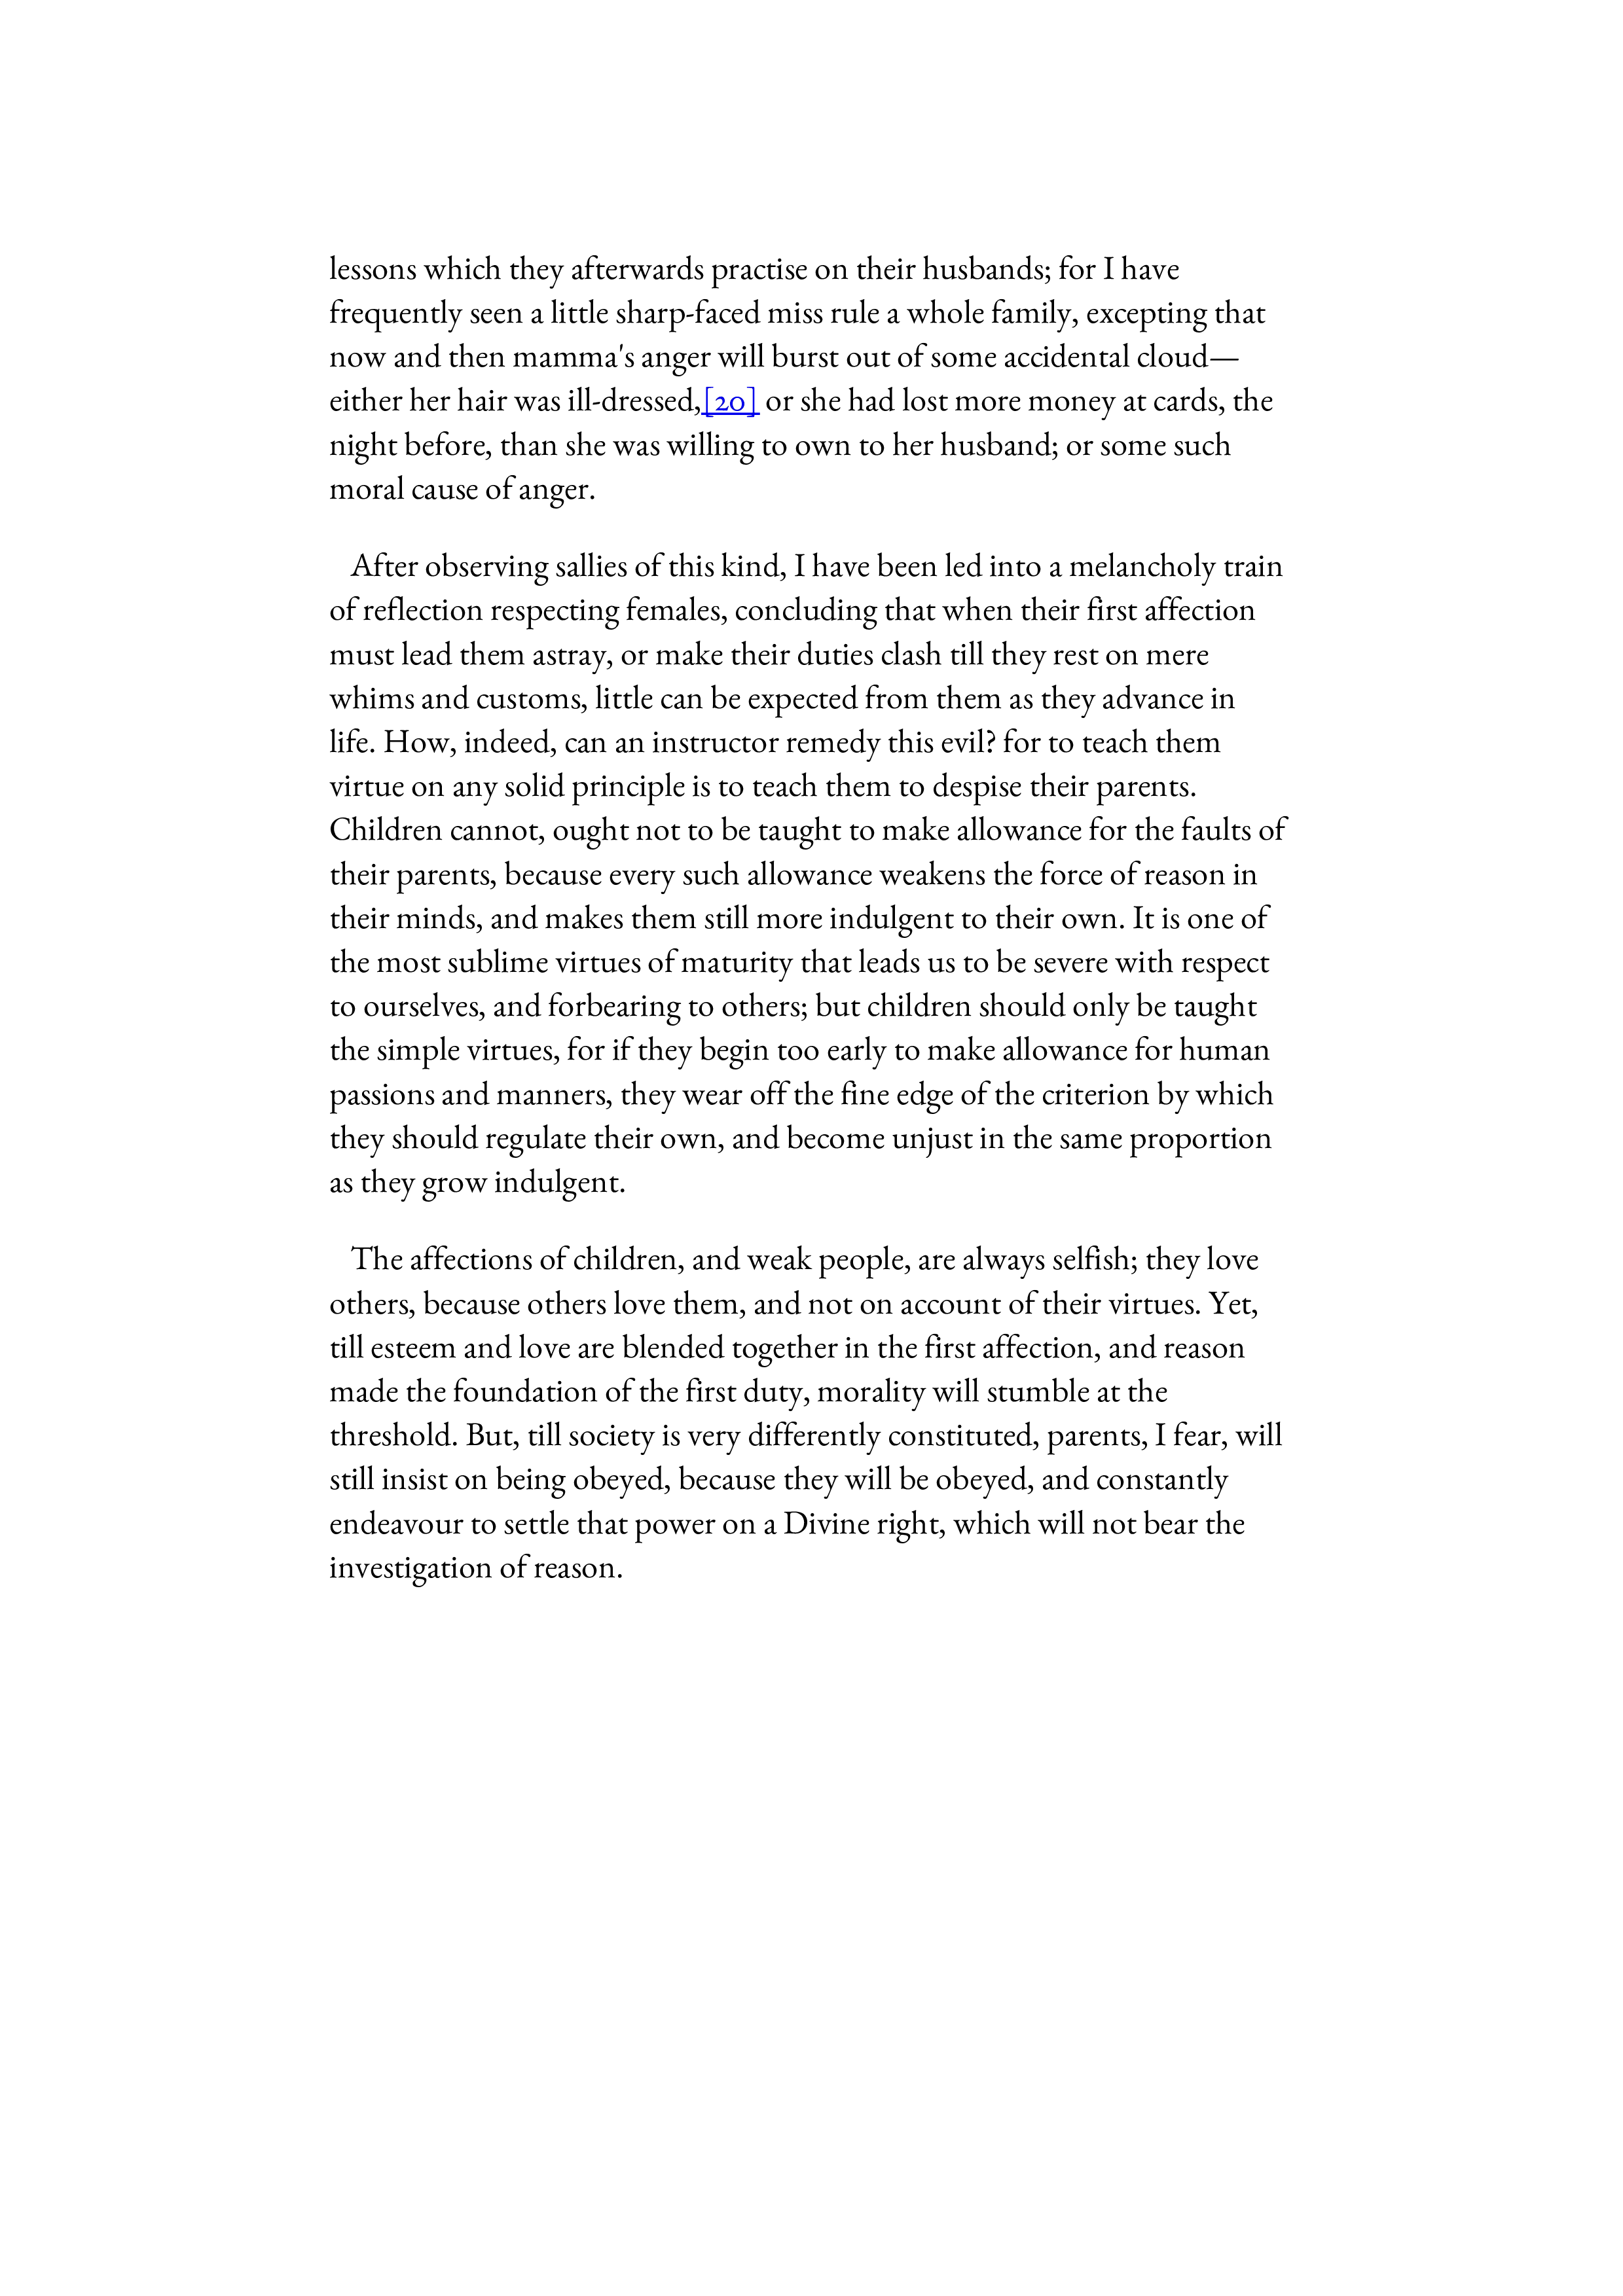 lessons which they afterwards practise on their husbands; for I have
frequently seen a little sharp-faced miss rule a whole family, excepting that
now and then mamma's anger will burst out of some accidental cloud—
either her hair was ill-dressed,[20] or she had lost more money at cards, the
night before, than she was willing to own to her husband; or some such
moral cause of anger.
After observing sallies of this kind, I have been led into a melancholy train
of reflection respecting females, concluding that when their first affection
must lead them astray, or make their duties clash till they rest on mere
whims and customs, little can be expected from them as they advance in
life. How, indeed, can an instructor remedy this evil? for to teach them
virtue on any solid principle is to teach them to despise their parents.
Children cannot, ought not to be taught to make allowance for the faults of
their parents, because every such allowance weakens the force of reason in
their minds, and makes them still more indulgent to their own. It is one of
the most sublime virtues of maturity that leads us to be severe with respect
to ourselves, and forbearing to others; but children should only be taught
the simple virtues, for if they begin too early to make allowance for human
passions and manners, they wear off the fine edge of the criterion by which
they should regulate their own, and become unjust in the same proportion
as they grow indulgent.
The affections of children, and weak people, are always selfish; they love
others, because others love them, and not on account of their virtues. Yet,
till esteem and love are blended together in the first affection, and reason
made the foundation of the first duty, morality will stumble at the
threshold. But, till society is very differently constituted, parents, I fear, will
still insist on being obeyed, because they will be obeyed, and constantly
endeavour to settle that power on a Divine right, which will not bear the
investigation of reason.